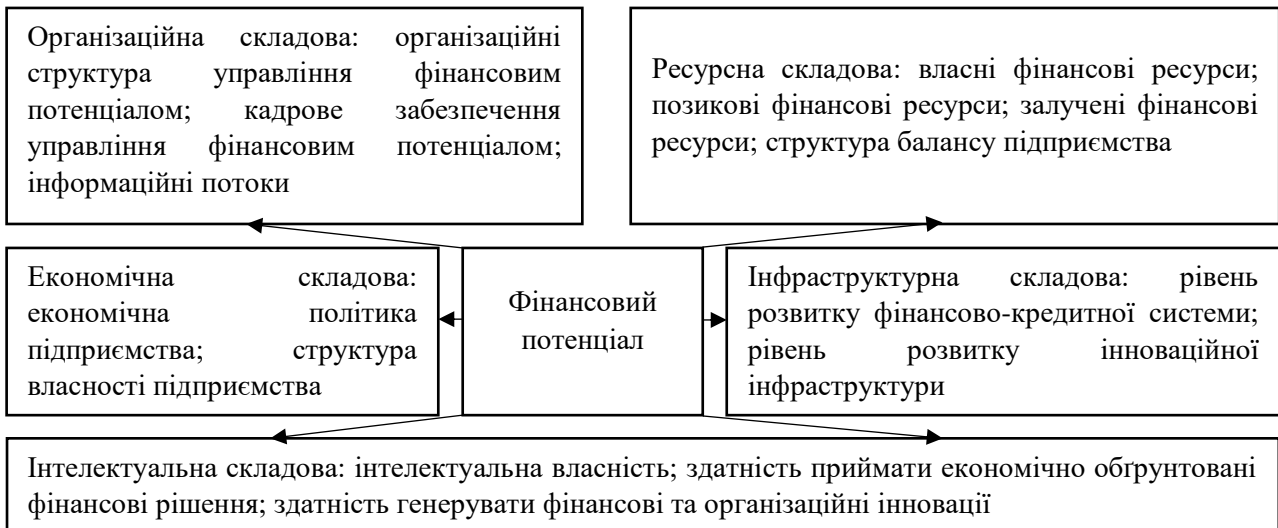 Організаційна складова: організаційні
структура управління фінансовим
потенціалом; кадрове забезпечення
управління фінансовим потенціалом;
інформаційні потоки
Ресурсна складова: власні фінансові ресурси;
позикові фінансові ресурси; залучені фінансові
ресурси; структура балансу підприємства
Економічна складова:
економічна політика
підприємства; структура
власності підприємства
Фінансовий
потенціал
Інфраструктурна складова: рівень
розвитку фінансово-кредитної системи;
рівень розвитку інноваційної
інфраструктури
Інтелектуальна складова: інтелектуальна власність; здатність приймати економічно обґрунтовані
фінансові рішення; здатність генерувати фінансові та організаційні інновації